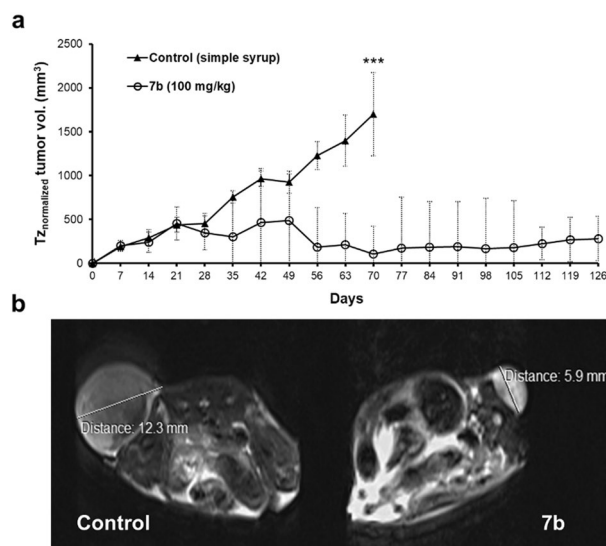 a
2500
2000
1500
1000
500
0
Tz normalized tumor vol. (mm³)
Control (simple syrup)
7b (100 mg/kg)
***
0 7 14 21 28 35 42 49 56 63 70 77 84 91 98 105 112 119 126
Days
b
Distance: 12.3 mm
Distance: 5.9 mm
Control
7b